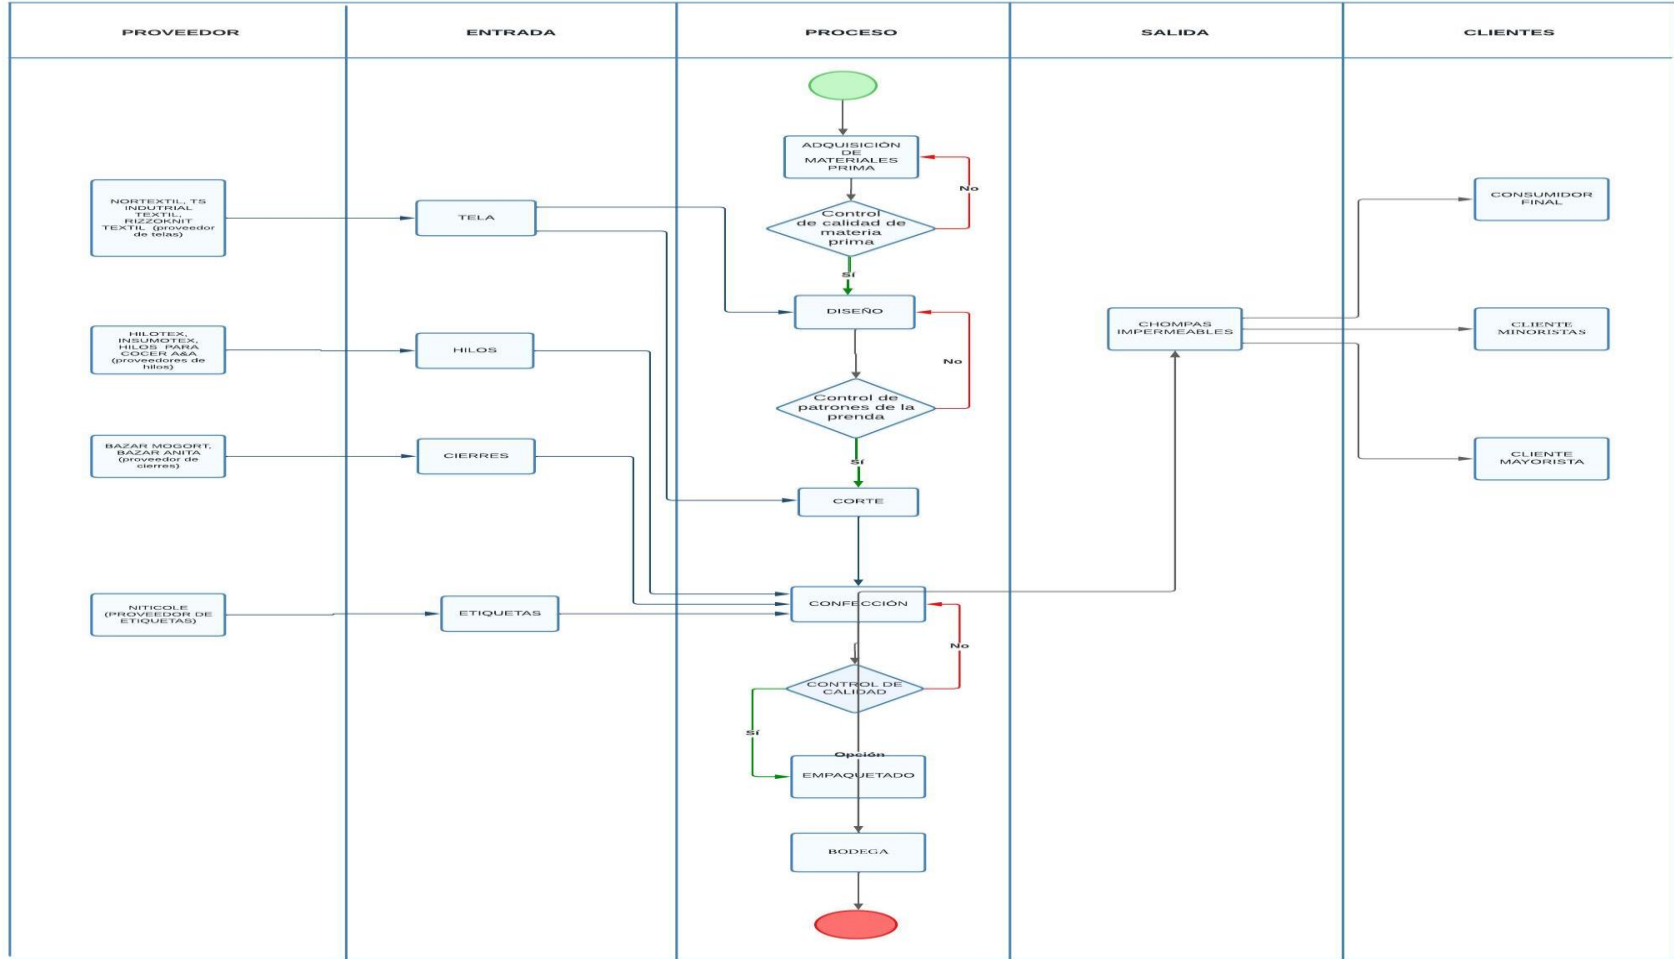 PROVEEDOR
ENTRADA
PROCESO
SALIDA
CLIENTES
NORTEXTIL, TS
INDUTRIAL
TEXTIL,
RIZZOKNIT
TEXTIL (proveedor
de telas)
HILOTEX,
INSUMOTEX,
HILOS PARA
COCER A&A
(proveedores de
hilos)
BAZAR MOGORT,
BAZAR ANITA
(proveedor de
cierres)
NITICOLE
(PROVEEDOR DE
ETIQUETAS)
TELA
HILOS
CIERRES
ETIQUETAS
ADQUISICIÓN
DE
MATERIALES
PRIMA
No
Control
de calidad de
materia
prima
Sí
DISEÑO
No
Control de
patrones de la
prenda
Sí
CORTE
CONFECCIÓN
No
CONTROL DE
CALIDAD
Sí
Opción
EMPAQUETADO
BODEGA
CHOMPAS
IMPERMEABLES
CONSUMIDOR
FINAL
CLIENTE
MINORISTAS
CLIENTE
MAYORISTA